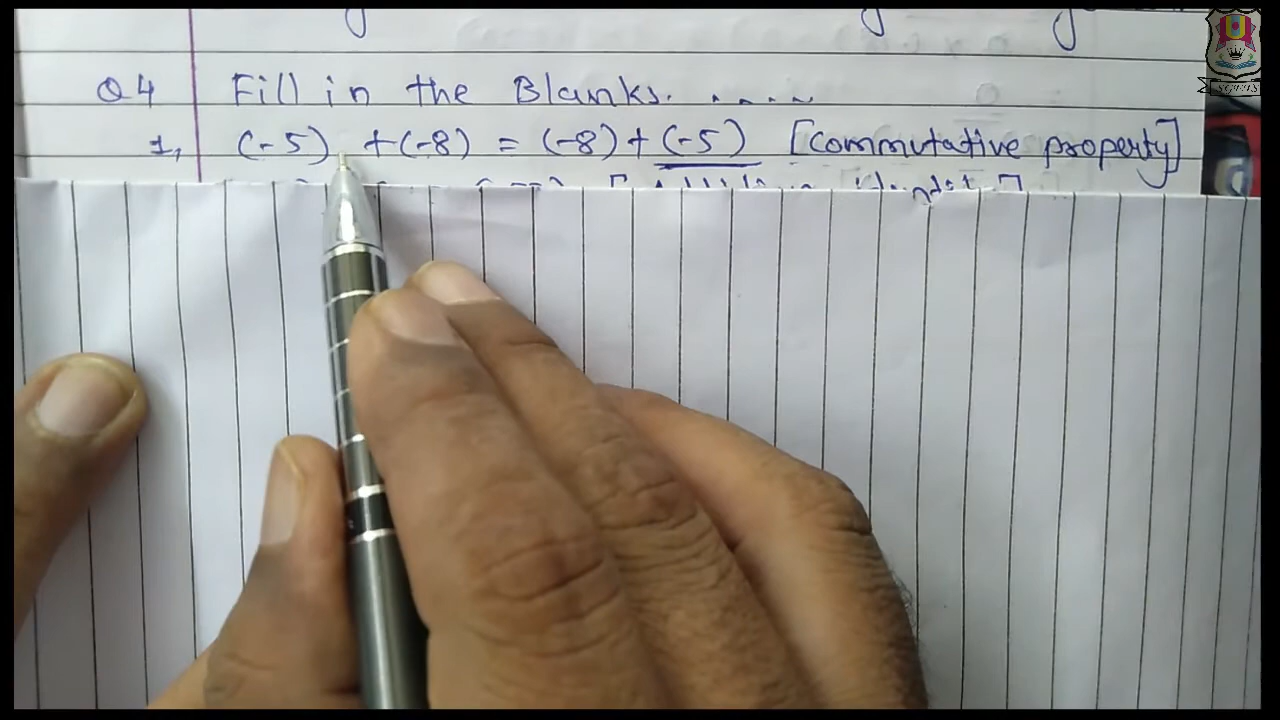 Q4 Fill in the Blanks. ....
1, (-5) + (-8) = (-8) + (-5) [Commutative property]